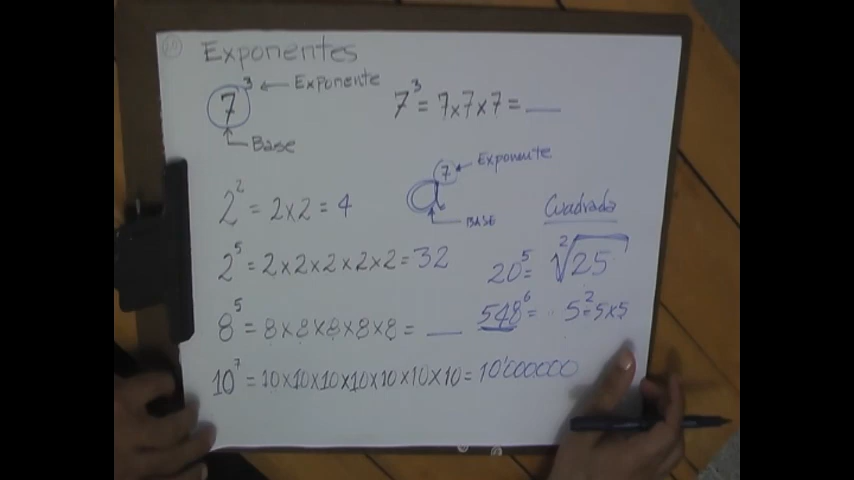 Exponentes
7³ ← Exponente
Base
7³ = 7x7x7 = ___
a⁷ ← Exponente
BASE
2² = 2x2 = 4
2⁵ = 2x2x2x2x2 = 32
8⁵ = 8x8x8x8x8 = ___
10⁷ = 10x10x10x10x10x10x10 = 10'000000
Cuadrada
20⁵ = ²√25
548⁶ = 5² = 5x5